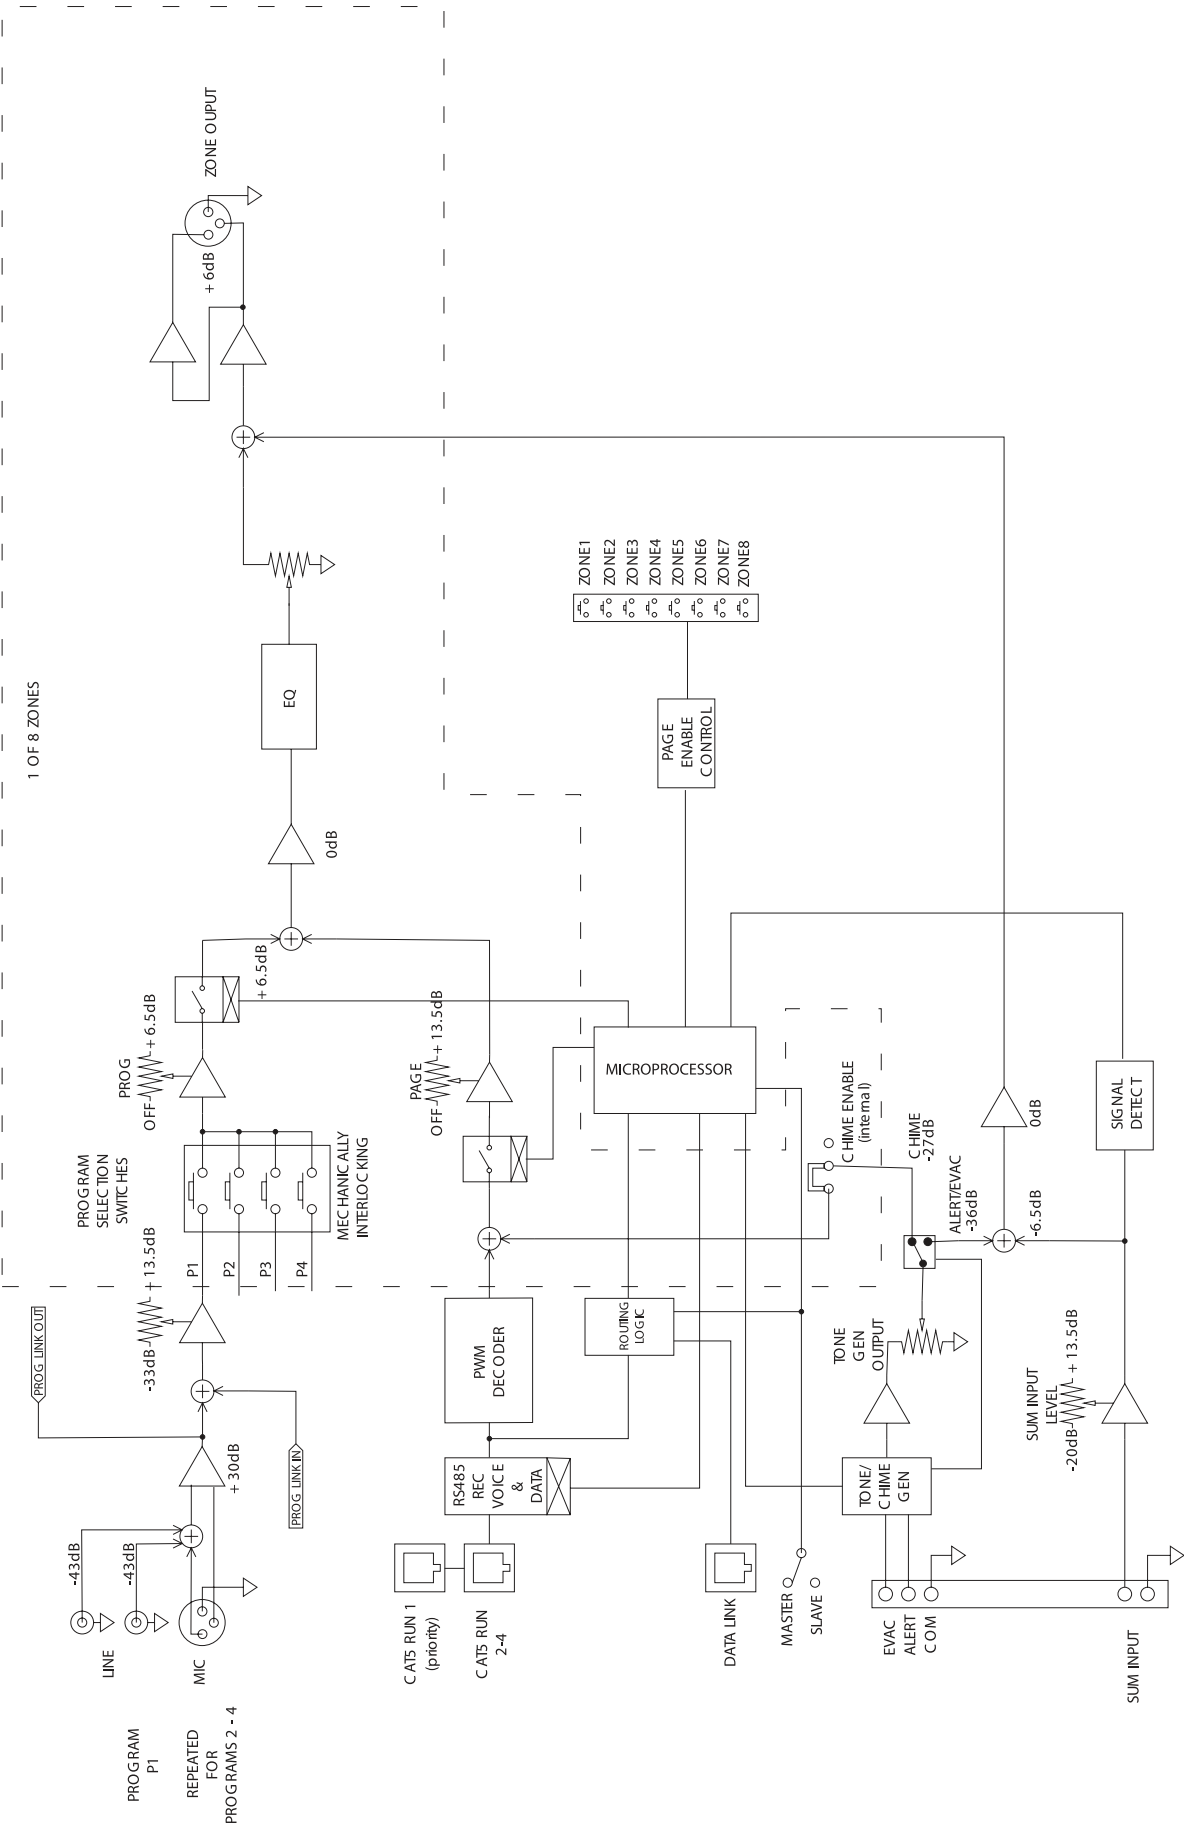 1 OF 8 ZONES
PROGRAM
P1
REPEATED
FOR
PROGRAMS 2 - 4
LINE
MIC
-43dB
-43dB
+30dB
PROG LINK OUT
PROG LINK IN
-33dB
+ 13.5dB
P1
P2
P3
P4
PROGRAM
SELECTION
SWITCHES
MECHANICALLY
INTERLOCKING
PROG
OFF
+ 6.5dB
+ 6.5dB
0dB
EQ
+ 6dB
ZONE OUPUT
CAT5 RUN 1
(priority)
CAT5 RUN
2-4
RS485
REC
VOICE
&
DATA
PWM
DECODER
PAGE
OFF
+ 13.5dB
ROUTING
LOGIC
MICROPROCESSOR
PAGE
ENABLE
CONTROL
ZONE1
ZONE2
ZONE3
ZONE4
ZONE5
ZONE6
ZONE7
ZONE8
DATA LINK
MASTER
SLAVE
CHIME ENABLE
(internal)
CHIME
-27dB
ALERT/EVAC
-36dB
TONE
GEN
OUTPUT
TONE/
CHIME
GEN
EVAC
ALERT
COM
SUM INPUT
SUM INPUT
LEVEL
-20dB
+ 13.5dB
-6.5dB
0dB
SIGNAL
DETECT